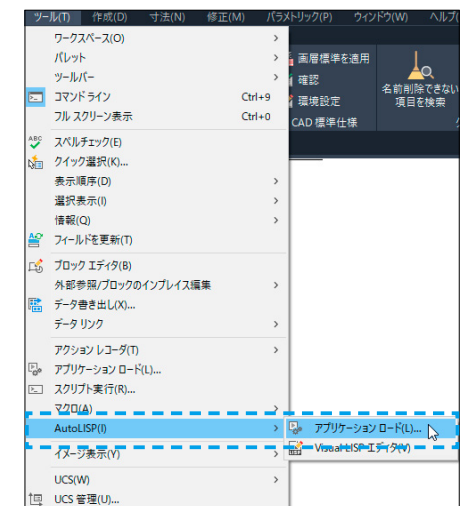 ツール(T) 作成(D) 寸法(N) 修正(M) パラメトリック(P) ウィンドウ(W) ヘルプ(
ワークスペース(O)
パレット
ツールバー
コマンド ライン Ctrl+9
フル スクリーン表示 Ctrl+0
ABC スペルチェック(E)
クイック選択(K)...
表示順序(D)
選択表示(I)
情報(Q)
フィールドを更新(T)
ブロック エディタ(B)
外部参照/ブロックのインプレイス編集
データ書き出し(X)...
データ リンク
アクション レコーダ(T)
アプリケーション ロード(L)...
スクリプト実行(R)...
マクロ(A)
AutoLISP(I)
イメージ表示(Y)
UCS(W)
UCS 管理(U)...
画層標準を適用
確認
環境設定
CAD 標準仕様
名前削除できない
項目を検索
アプリケーション ロード(L)...
Visual LISP エディタ(V)